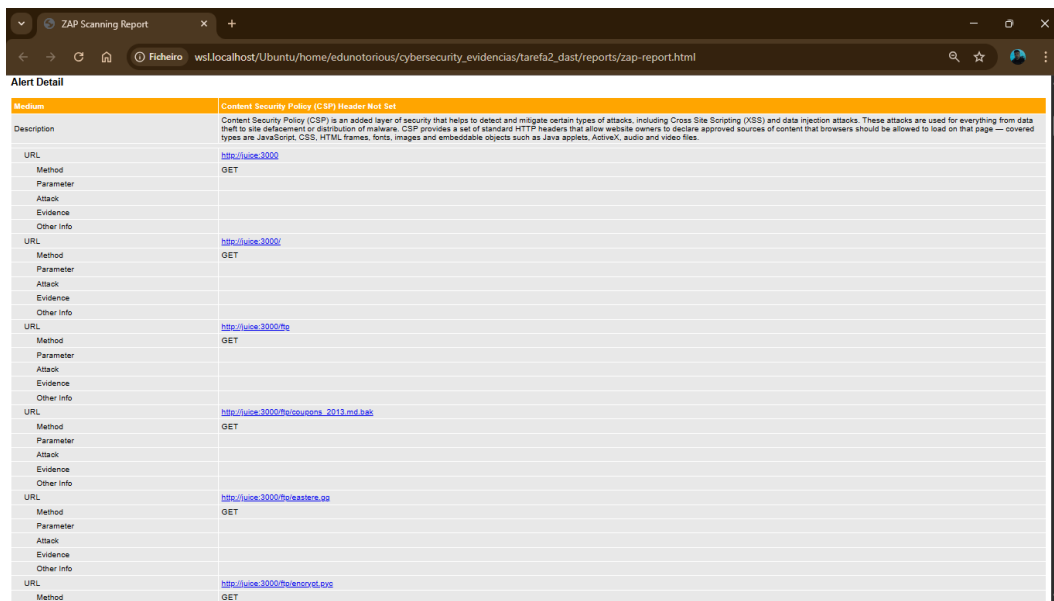 ZAP Scanning Report
Ficheiro wsl.localhost/Ubuntu/home/edunotorious/cybersecurity_evidencias/tarefa2_dast/reports/zap-report.html
Alert Detail
Medium Content Security Policy (CSP) Header Not Set
Description Content Security Policy (CSP) is an added layer of security that helps to detect and mitigate certain types of attacks, including Cross Site Scripting (XSS) and data injection attacks. These attacks are used for everything from data
theft to site defacement or distribution of malware. CSP provides a set of standard HTTP headers that allow website owners to declare approved sources of content that browsers should be allowed to load on that page — covered
types are JavaScript, CSS, HTML frames, fonts, images and embeddable objects such as Java applets, ActiveX, audio and video files.
URL http://juice:3000
Method GET
Parameter
Attack
Evidence
Other Info
URL http://juice:3000/
Method GET
Parameter
Attack
Evidence
Other Info
URL http://juice:3000/ftp
Method GET
Parameter
Attack
Evidence
Other Info
URL http://juice:3000/ftp/coupons_2013.md.bak
Method GET
Parameter
Attack
Evidence
Other Info
URL http://juice:3000/ftp/eastere.gg
Method GET
Parameter
Attack
Evidence
Other Info
URL http://juice:3000/ftp/encrypt.pyc
Method GET